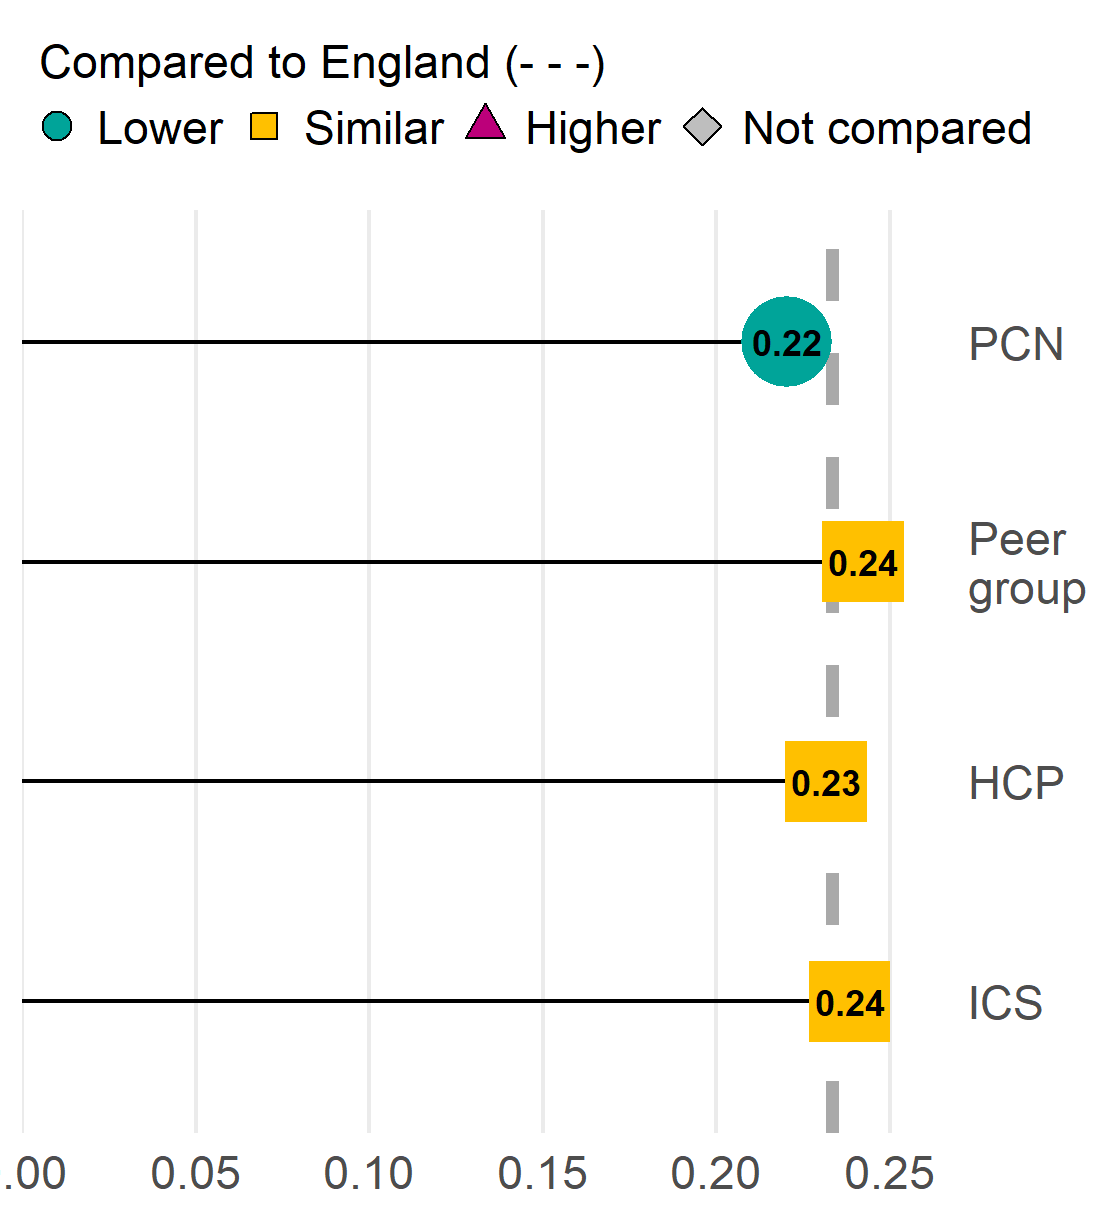 Compared to England (- - -)
Lower Similar Higher Not compared
0.22 PCN
Peer
0.24
group
0.23 HCP
0.24 ICS
.00 0.05 0.10 0.15 0.20 0.25